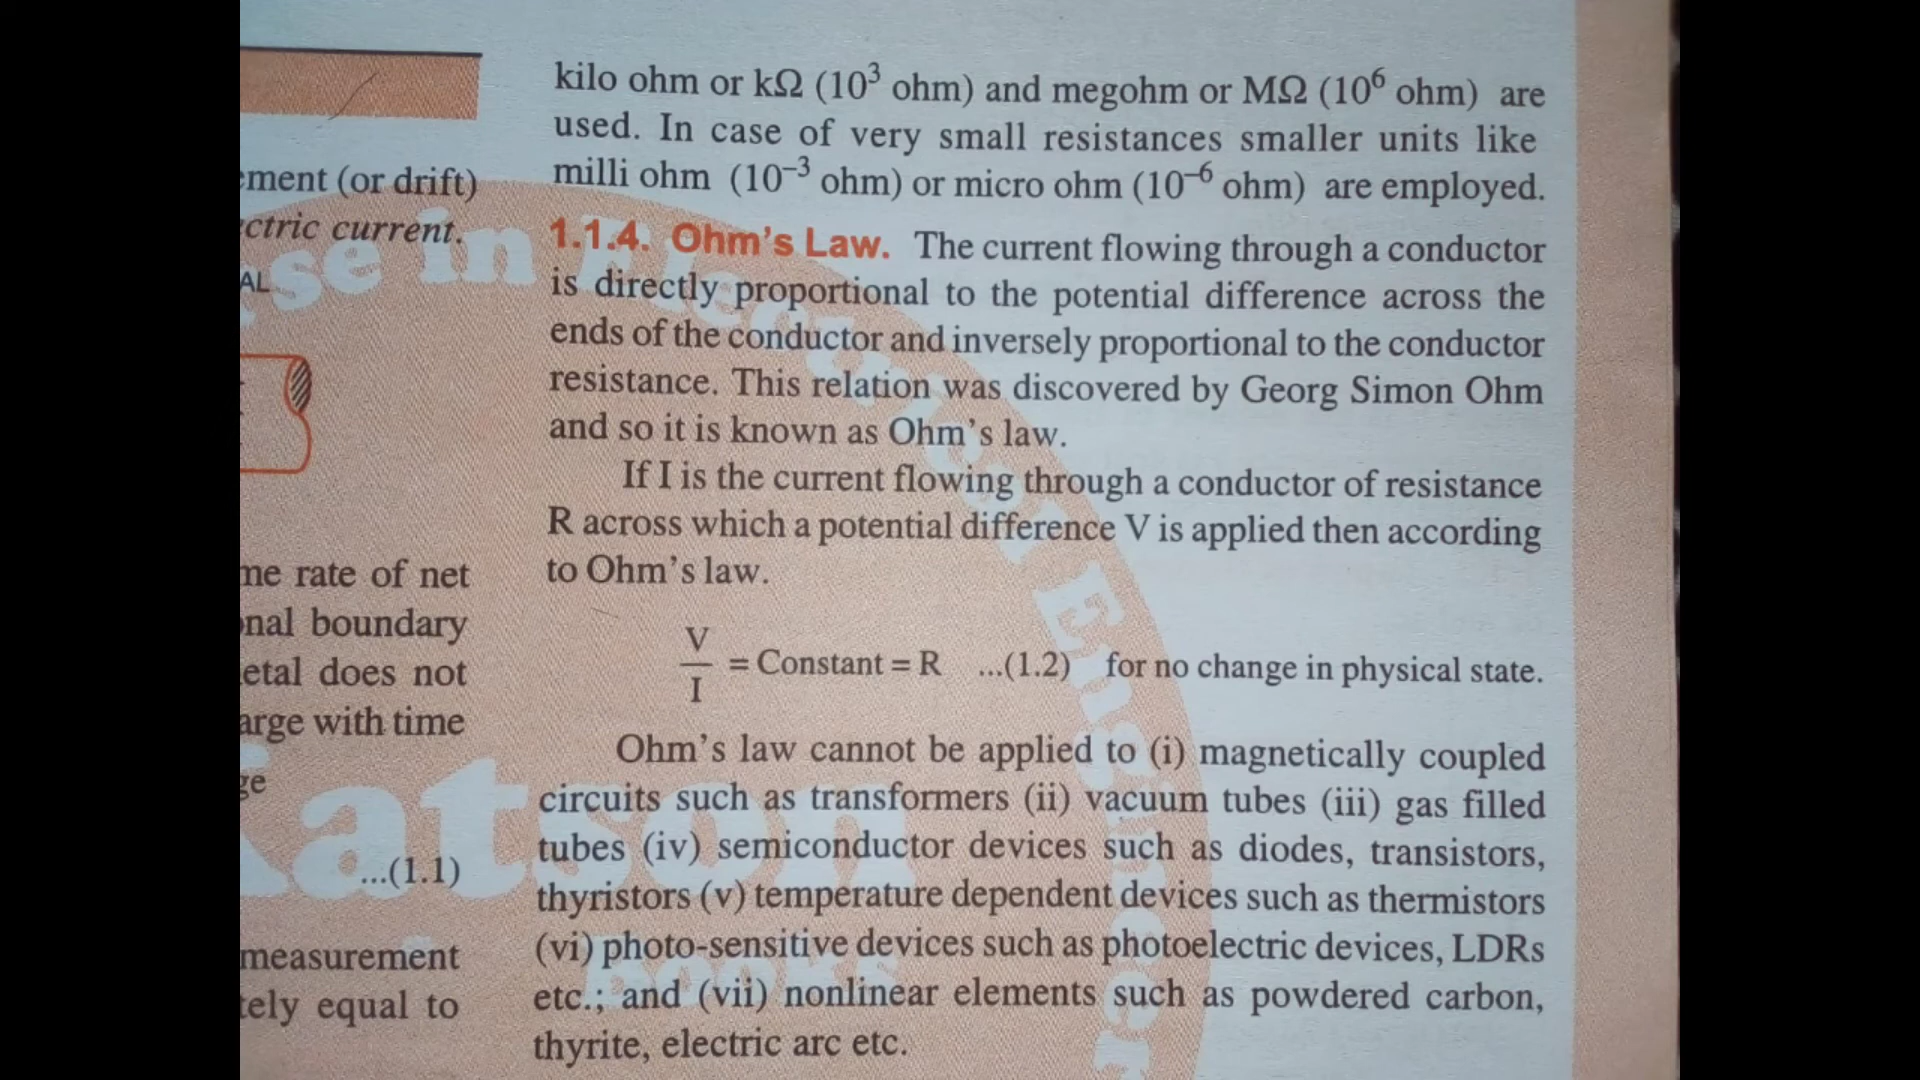 ment (or drift)
ctric current.
AL
me rate of net
nal boundary
etal does not
arge with time
ge
...(1.1)
measurement
tely equal to
kilo ohm or kΩ (10³ ohm) and megohm or MΩ (10⁶ ohm) are
used. In case of very small resistances smaller units like
milli ohm (10⁻³ ohm) or micro ohm (10⁻⁶ ohm) are employed.
1.1.4. Ohm's Law. The current flowing through a conductor
is directly proportional to the potential difference across the
ends of the conductor and inversely proportional to the conductor
resistance. This relation was discovered by Georg Simon Ohm
and so it is known as Ohm's law.
If I is the current flowing through a conductor of resistance
R across which a potential difference V is applied then according
to Ohm's law.
V
— = Constant = R ...(1.2) for no change in physical state.
I
Ohm's law cannot be applied to (i) magnetically coupled
circuits such as transformers (ii) vacuum tubes (iii) gas filled
tubes (iv) semiconductor devices such as diodes, transistors,
thyristors (v) temperature dependent devices such as thermistors
(vi) photo-sensitive devices such as photoelectric devices, LDRs
etc.; and (vii) nonlinear elements such as powdered carbon,
thyrite, electric arc etc.
se in Electrical Engineer
Katson
Books